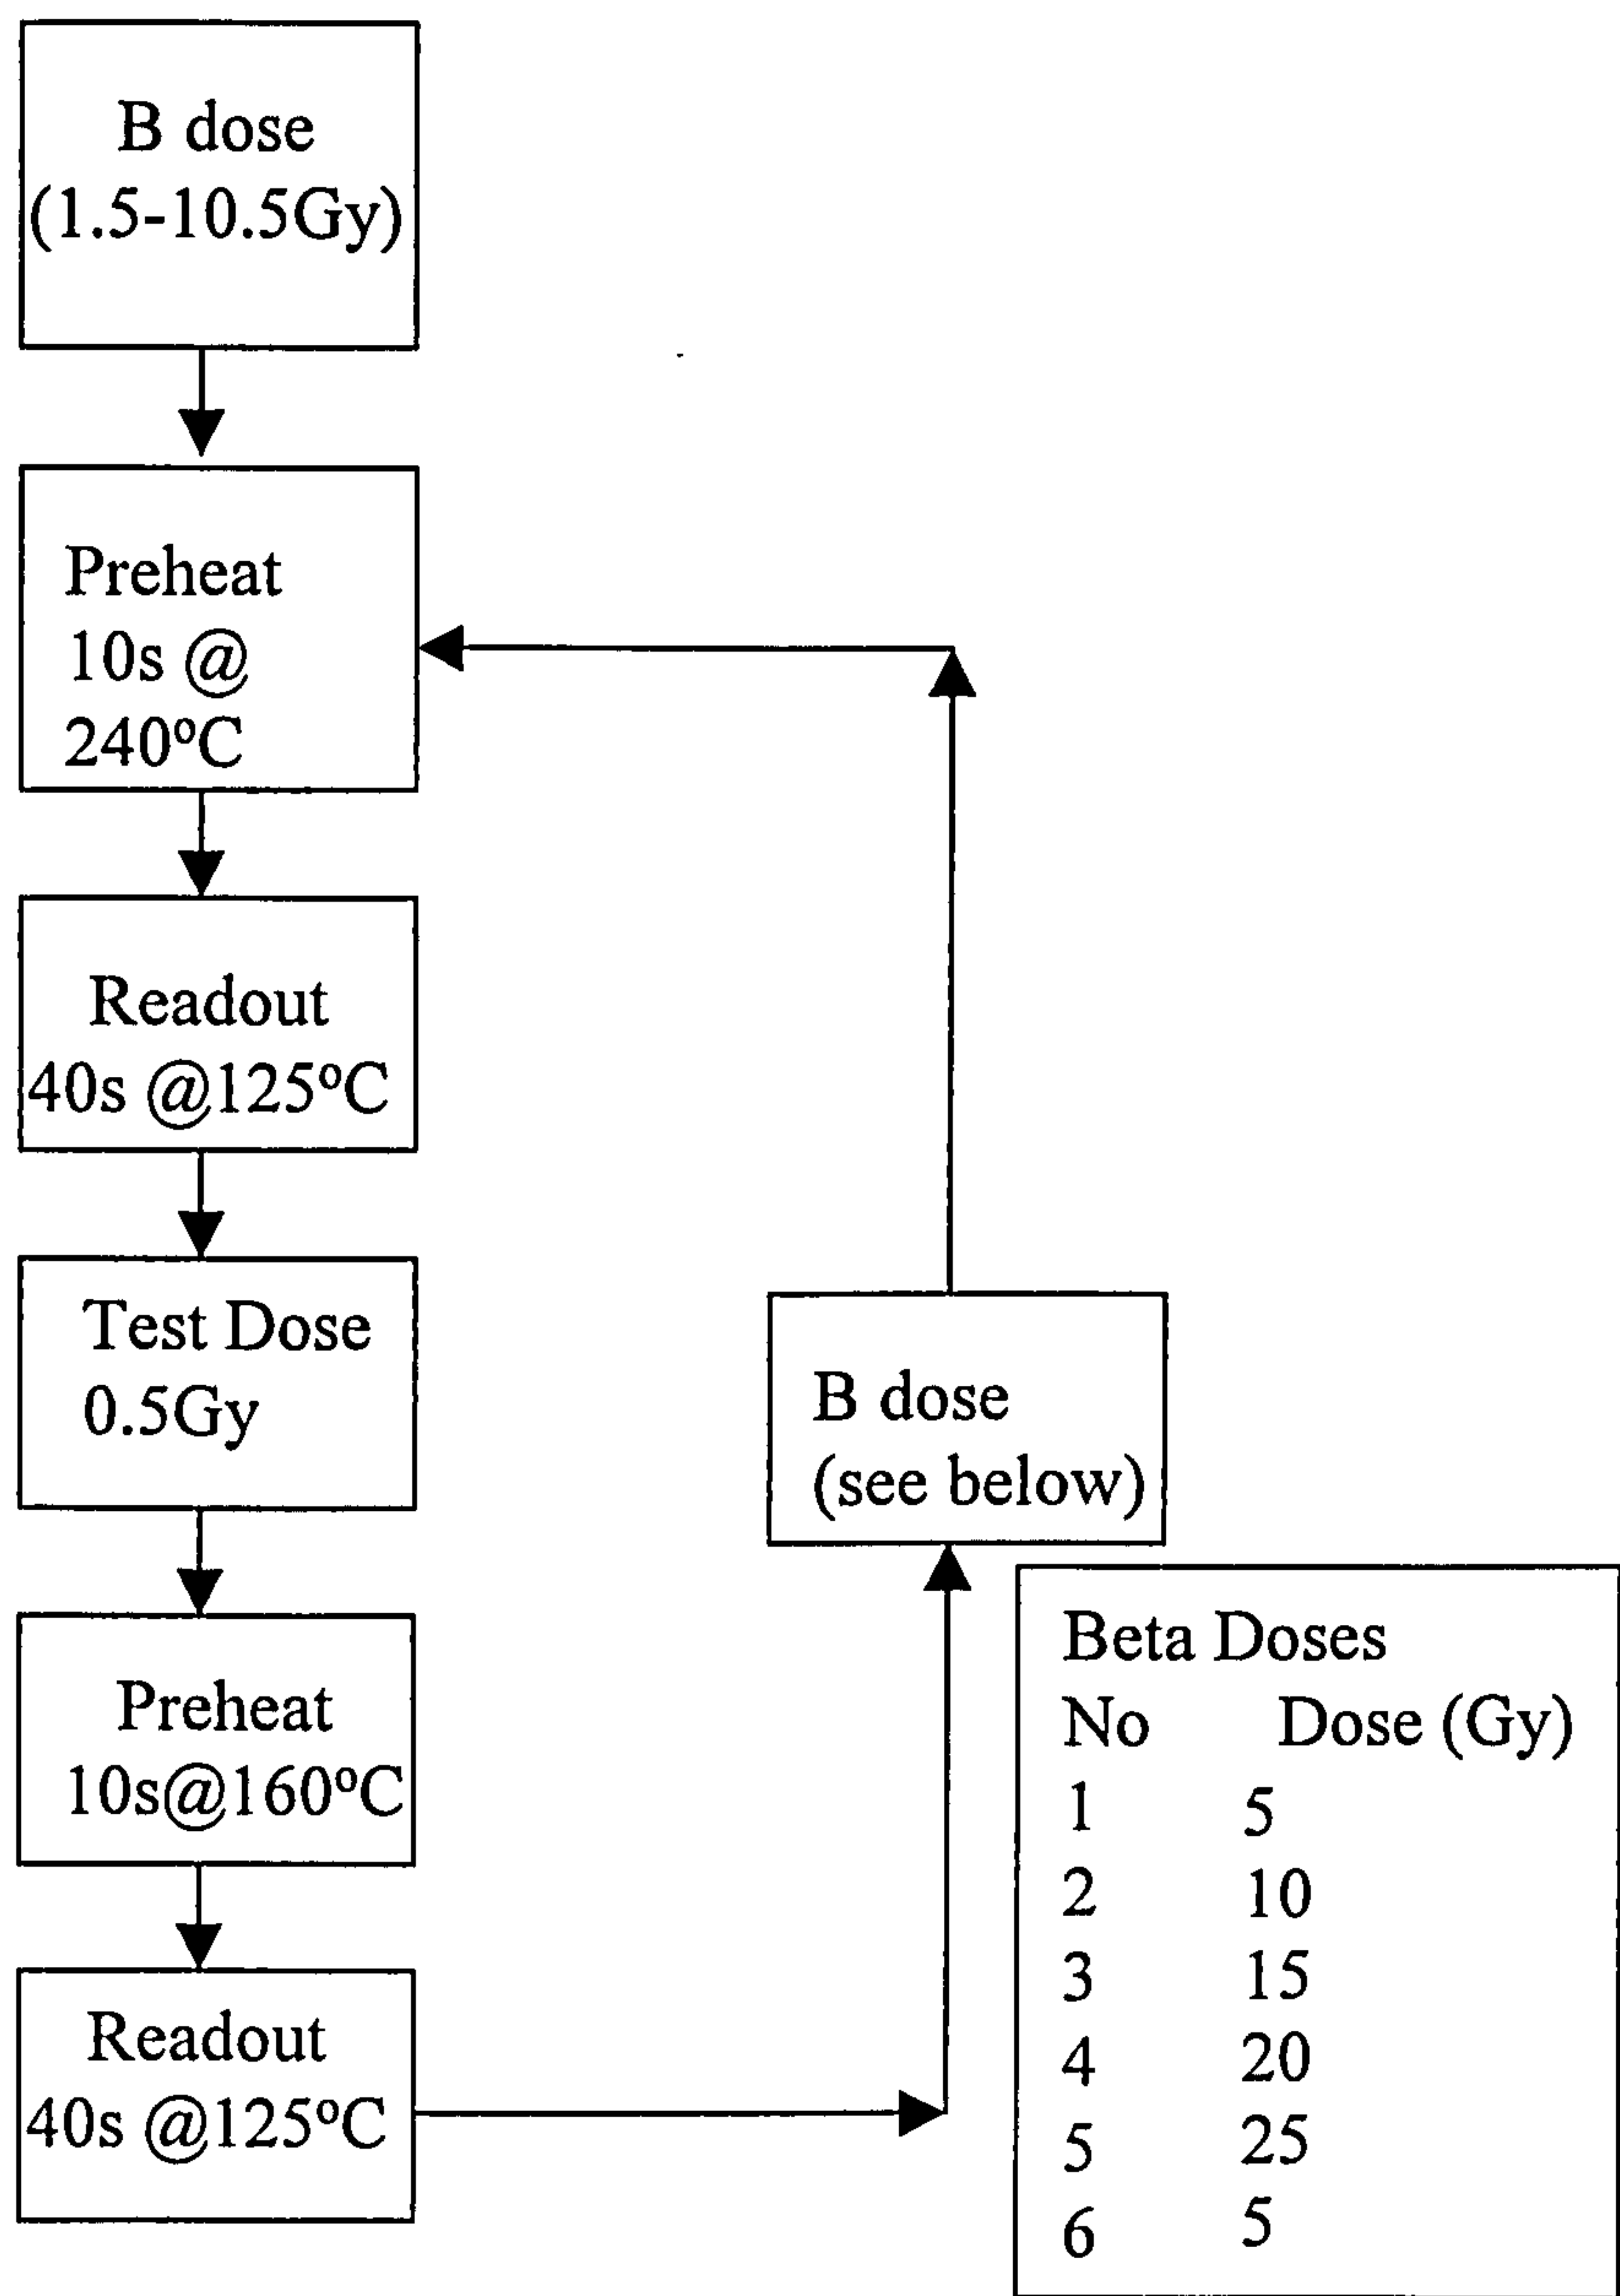 B dose
(1.5-10.5Gy)
Preheat
10s @
240ºC
Readout
40s @125ºC
Test Dose
0.5Gy
Preheat
10s@160ºC
Readout
40s @125ºC
B dose
(see below)
Beta Doses
No Dose (Gy)
1 5
2 10
3 15
4 20
5 25
6 5